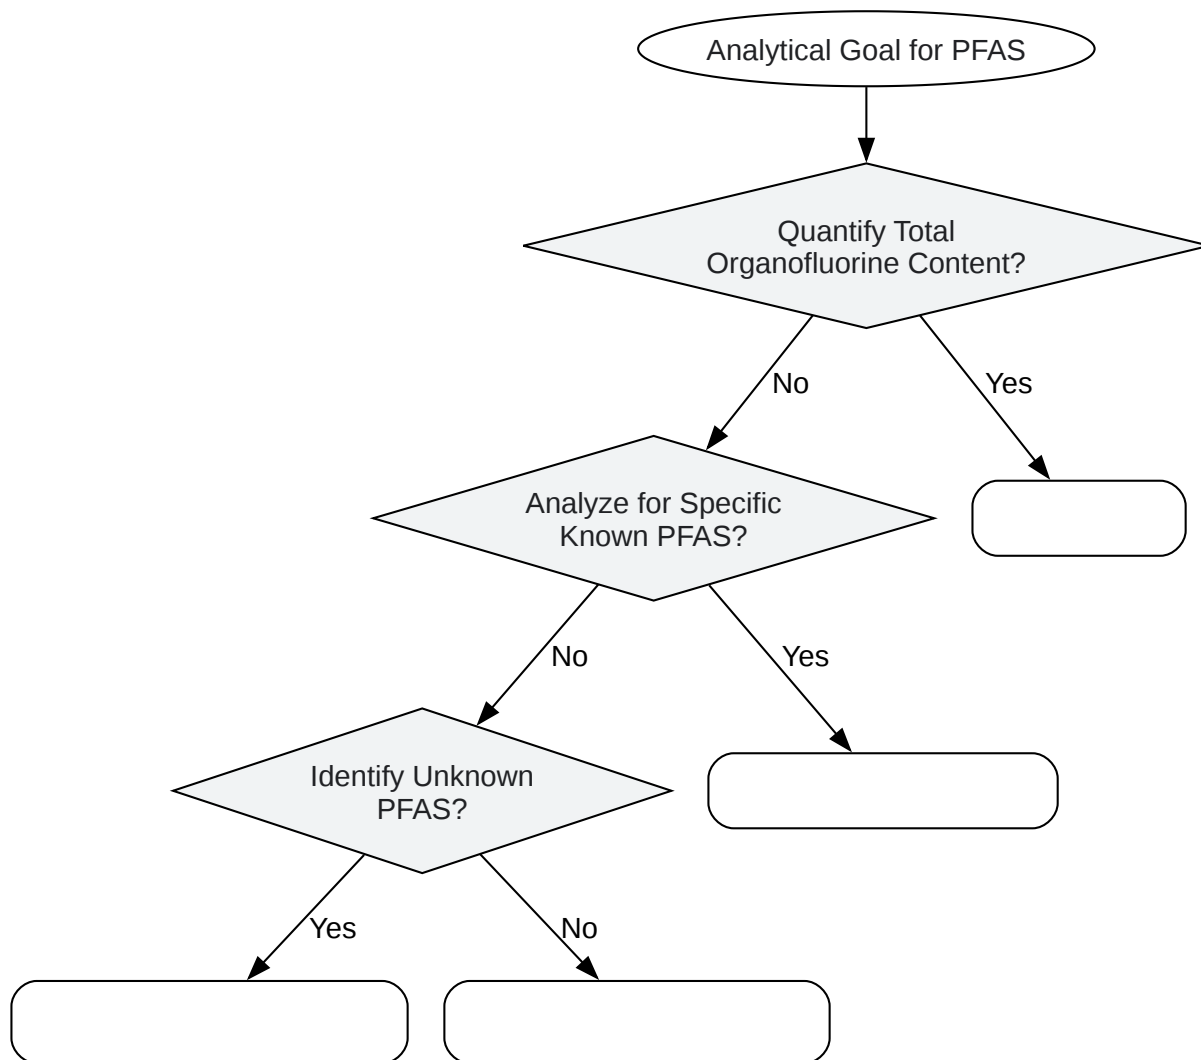 Analytical Goal for PFAS
Quantify Total
Organofluorine Content?
No
Yes
Analyze for Specific
Known PFAS?
No
Yes
Identify Unknown
PFAS?
Yes
No